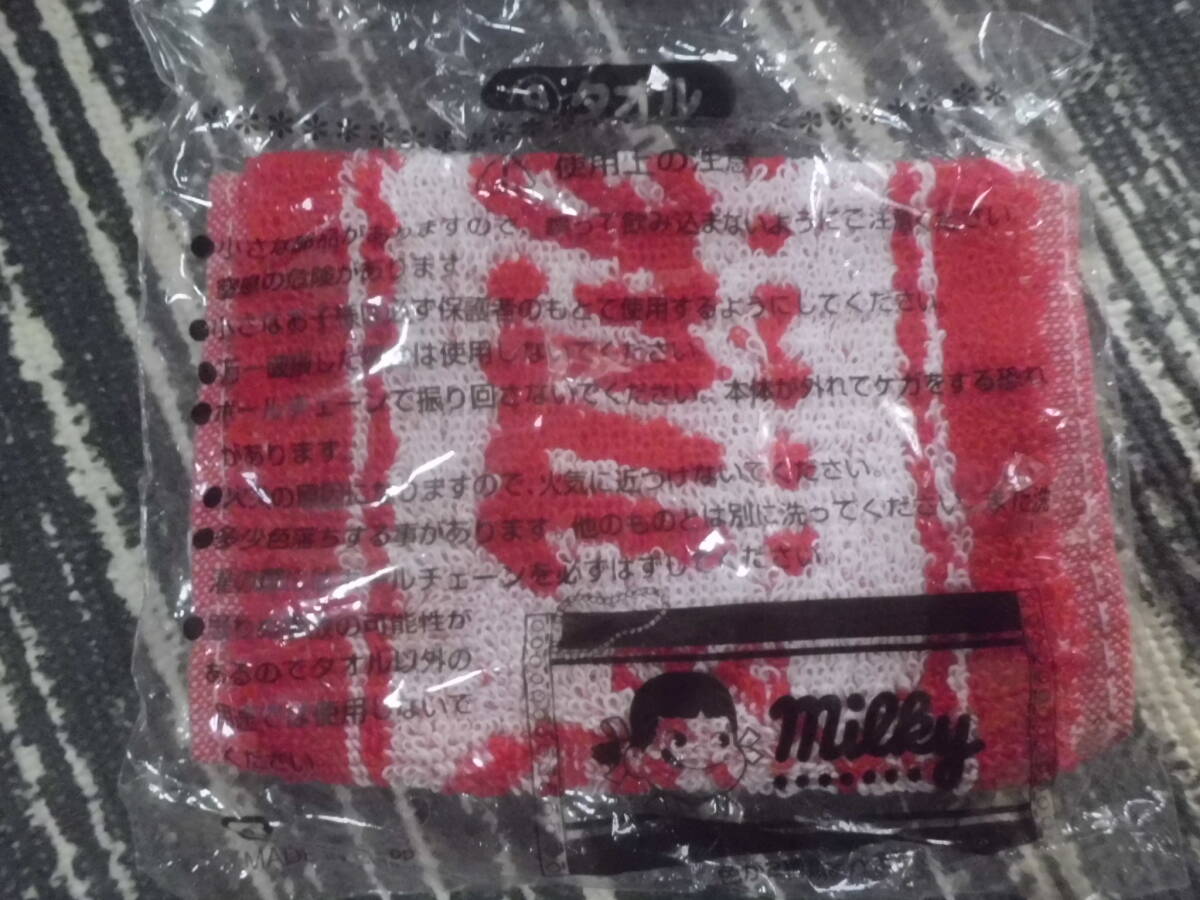 使用上の注意
●小さな部品がありますので、誤って飲み込まないようにご注意ください
窒息の危険があります。
●小さなお子様は必ず保護者のもとで使用するようにしてください
●万一破損した は使用しないでください
●ボールチェーンで振り回さないでください、本体が外れてケガをする恐れ
があります。
●火災の原因になりますので、火気に近づけないでください。
●多少色落ちする事があります。他のものとは別に洗ってください。
ボールチェーンを必ずはずしてください。
の可能性が
あるのでタオル以外の
使用しないで
ください
milky
MADE